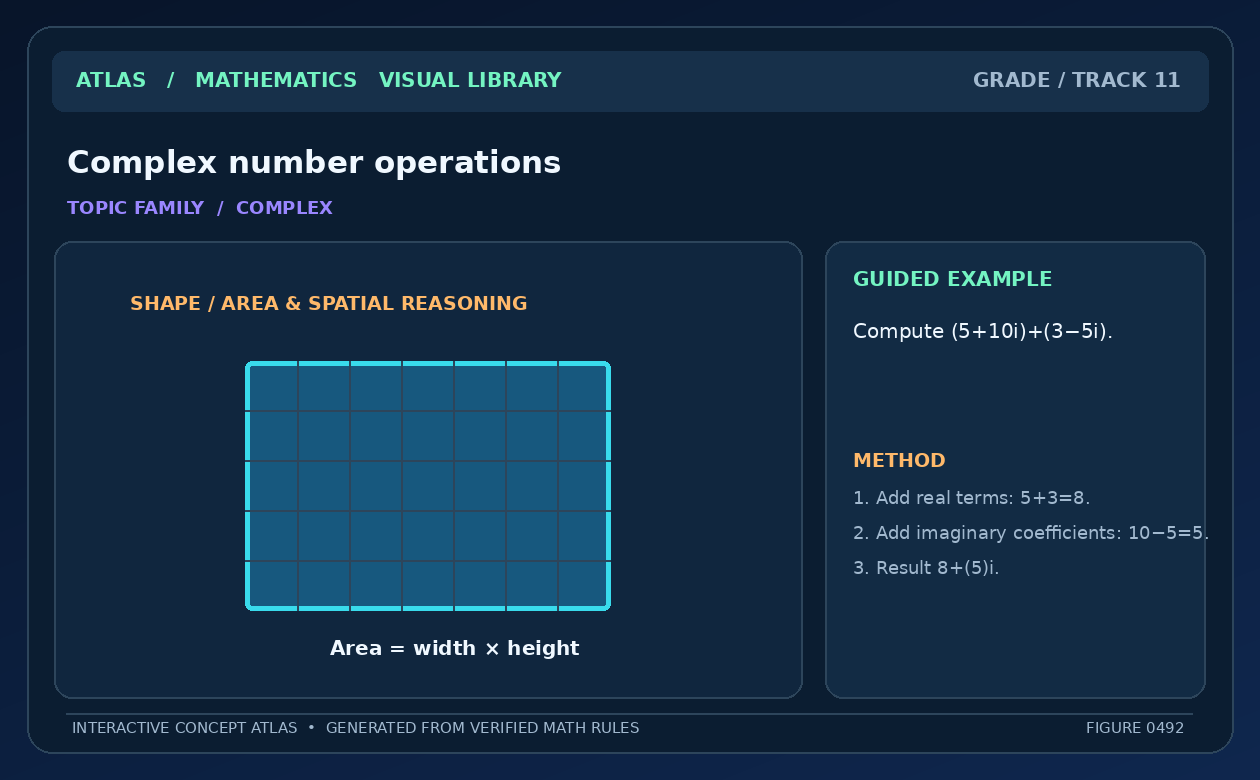 ATLAS / MATHEMATICS VISUAL LIBRARY
GRADE / TRACK 11
Complex number operations
TOPIC FAMILY / COMPLEX
SHAPE / AREA & SPATIAL REASONING
Area = width × height
GUIDED EXAMPLE
Compute (5+10i)+(3−5i).
METHOD
1. Add real terms: 5+3=8.
2. Add imaginary coefficients: 10−5=5.
3. Result 8+(5)i.
INTERACTIVE CONCEPT ATLAS • GENERATED FROM VERIFIED MATH RULES
FIGURE 0492